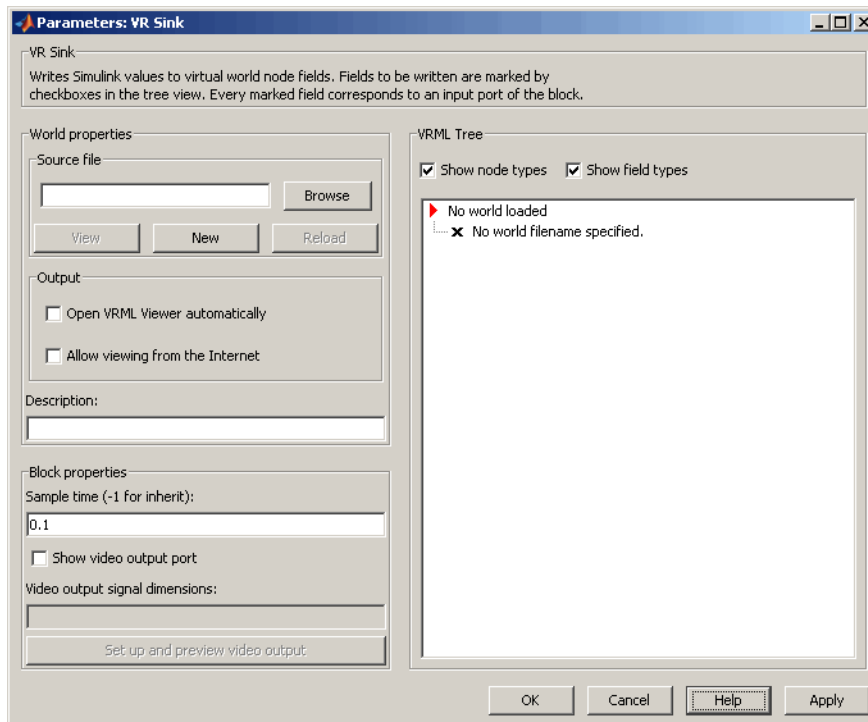 Parameters: VR Sink
VR Sink
Writes Simulink values to virtual world node fields. Fields to be written are marked by
checkboxes in the tree view. Every marked field corresponds to an input port of the block.
World properties
Source file
Browse
View New Reload
Output
Open VRML Viewer automatically
Allow viewing from the Internet
Description:
Block properties
Sample time (-1 for inherit):
0.1
Show video output port
Video output signal dimensions:
Set up and preview video output
VRML Tree
Show node types Show field types
No world loaded
No world filename specified.
OK Cancel Help Apply